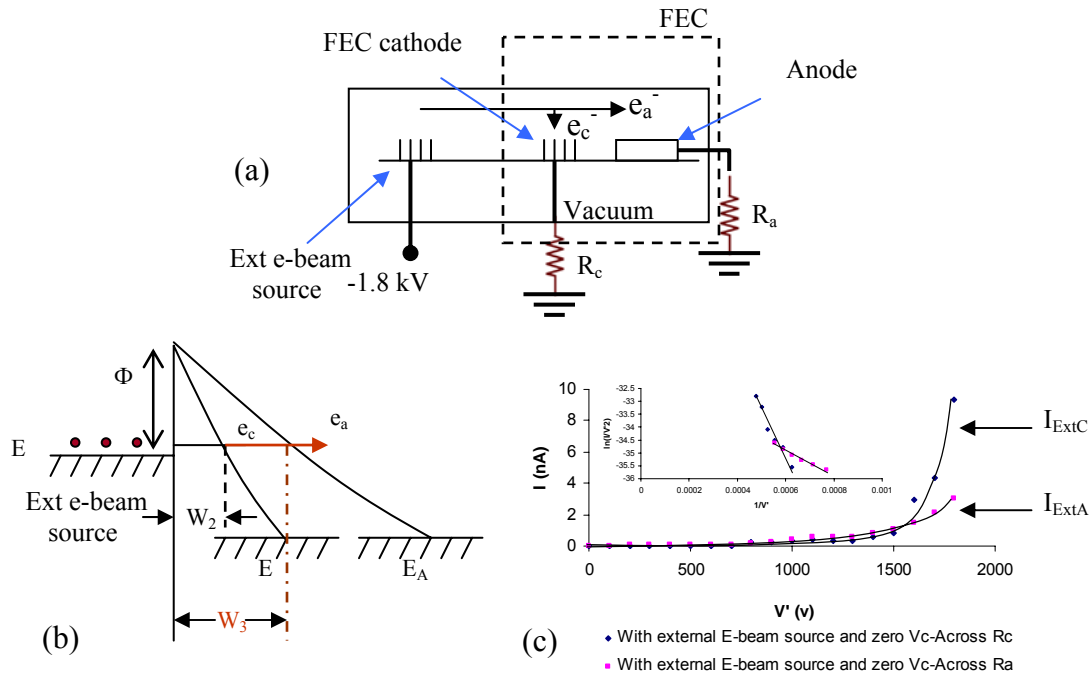 FEC
FEC cathode
Anode
e_a^-
e_c^-
(a)
Vacuum
R_a
Ext e-beam
source
-1.8 kV
R_c
Φ
e_c
e_a
E
Ext e-beam
source
W_2
E
E_A
W_3
(b)
10
8
6
4
2
0
I (nA)
-32.5
-33
-33.5
-34
-34.5
-35
-35.5
-36
ln(I/V'2)
0
0.0002
0.0004
0.0006
0.0008
0.001
1/V'
I_ExtC
I_ExtA
0
500
1000
1500
2000
V' (v)
(c)
With external E-beam source and zero Vc-Across Rc
With external E-beam source and zero Vc-Across Ra